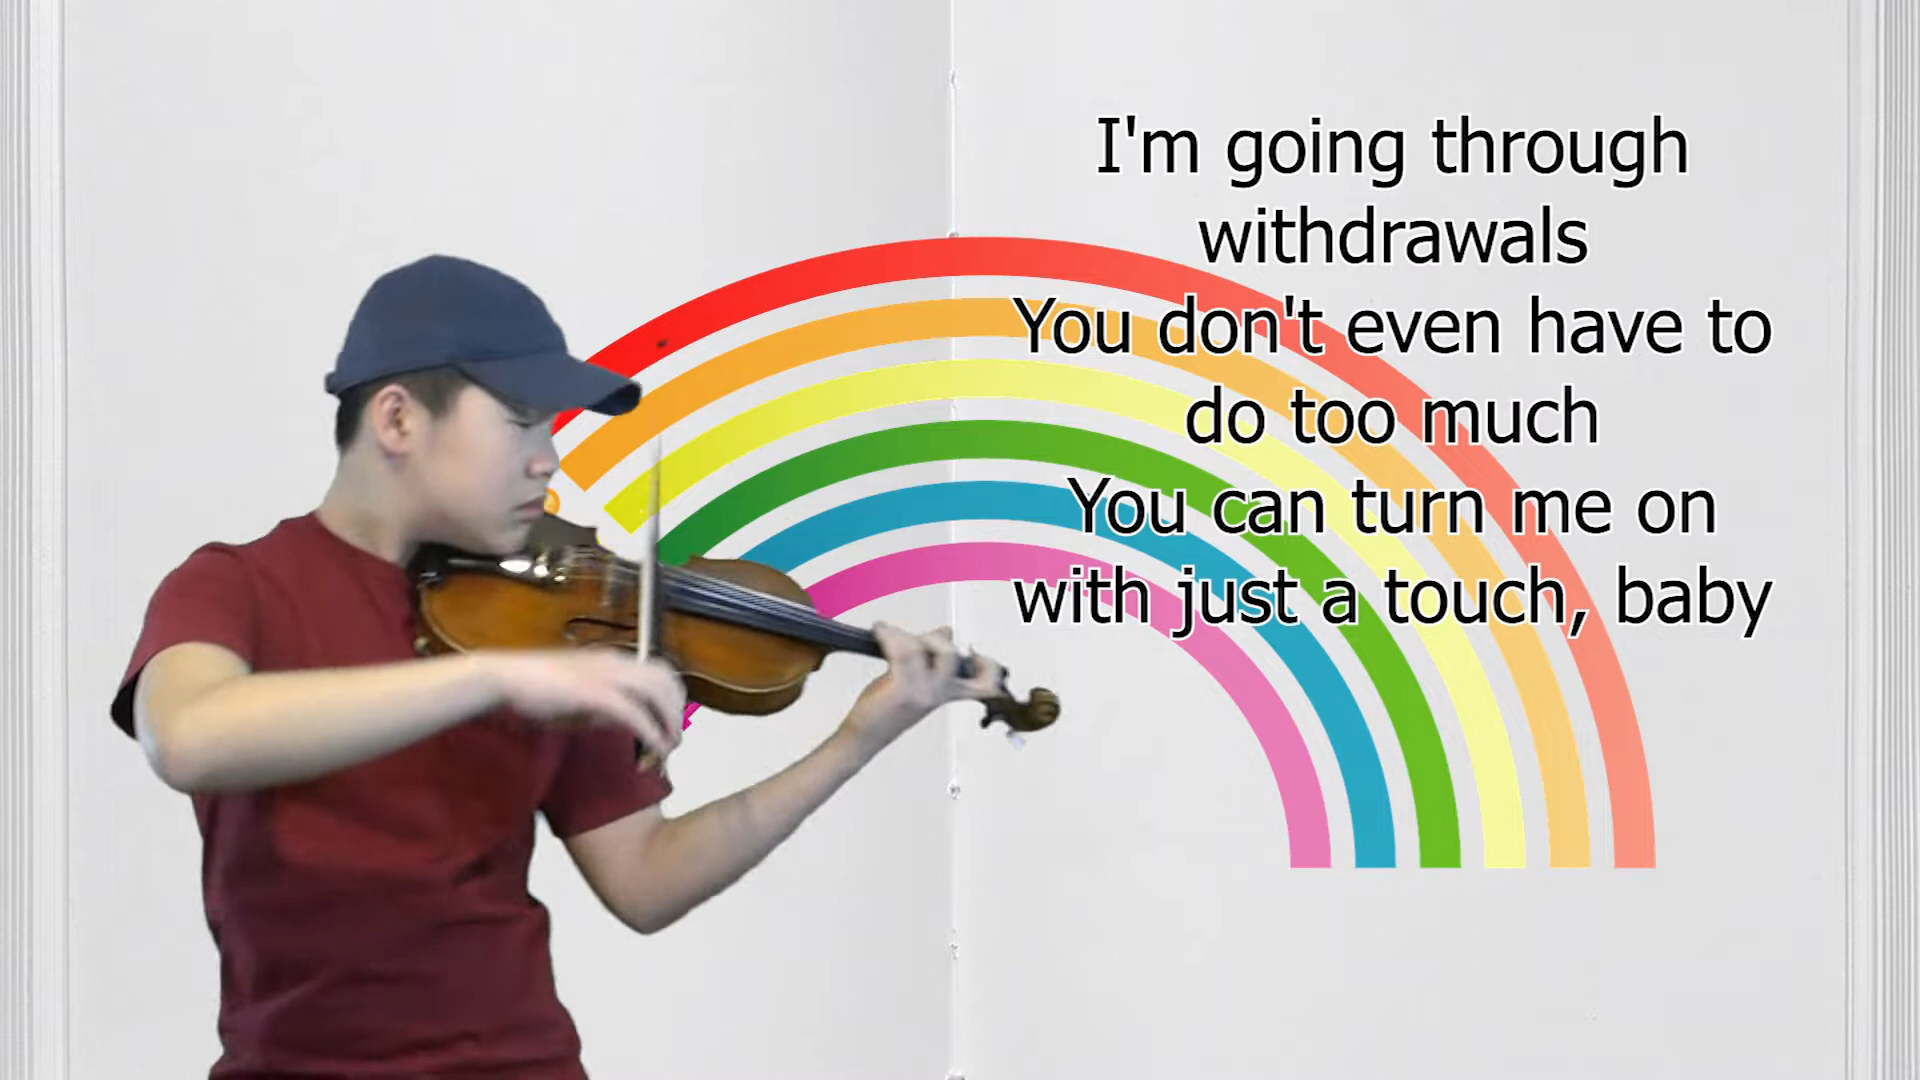 I'm going through
withdrawals
You don't even have to
do too much
You can turn me on
with just a touch, baby